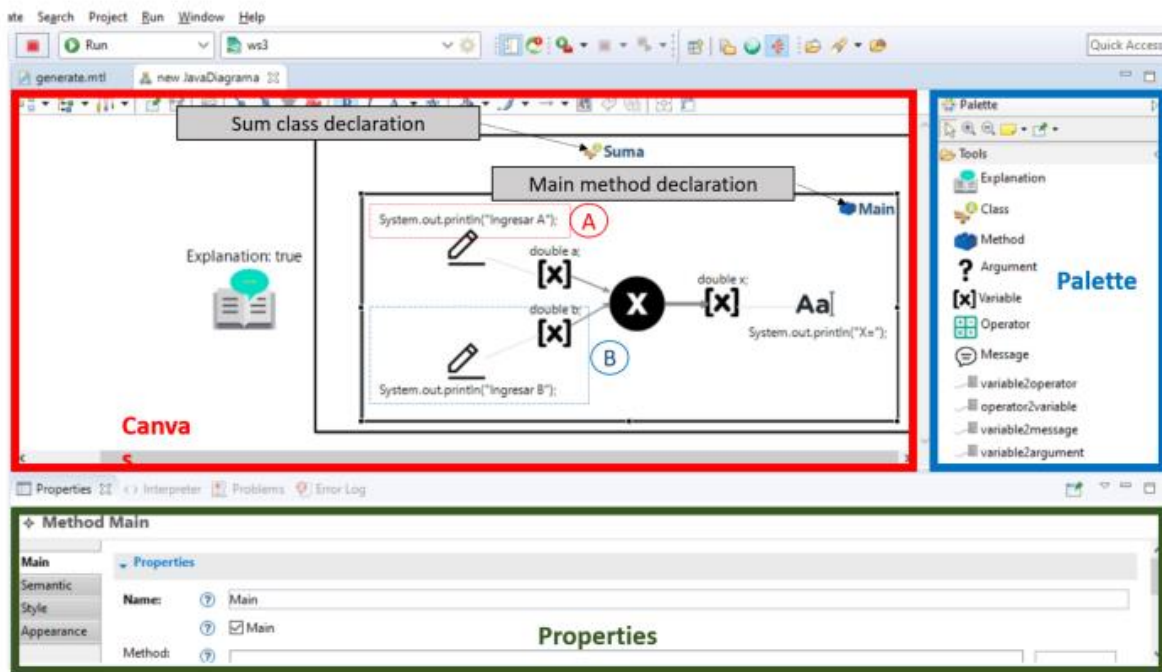 ate Search Project Run Window Help
Run ws3 Quick Access
generate.mtl new JavaDiagrama
Palette
Sum class declaration
Suma
Tools
Main method declaration
Main
Explanation
System.out.println("Ingresar A");
A
Class
Explanation: true
double a;
[x]
Method
double x;
[x]
X
Aa
Argument
Palette
double b;
[x]
[x] Variable
System.out.println("X=");
Operator
B
Message
System.out.println("Ingresar B");
variable2operator
operator2variable
Canva
s
variable2message
variable2argument
Properties Interpreter Problems Error Log
Method Main
Main
Properties
Semantic
Name: Main
Style
Main
Appearance
Properties
Method: